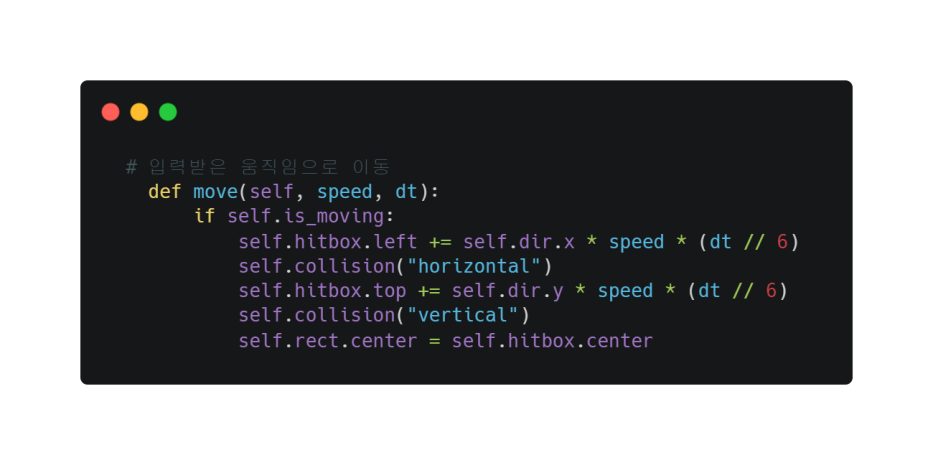 # 입력받은 움직임으로 이동
def move(self, speed, dt):
if self.is_moving:
self.hitbox.left += self.dir.x * speed * (dt // 6)
self.collision("horizontal")
self.hitbox.top += self.dir.y * speed * (dt // 6)
self.collision("vertical")
self.rect.center = self.hitbox.center